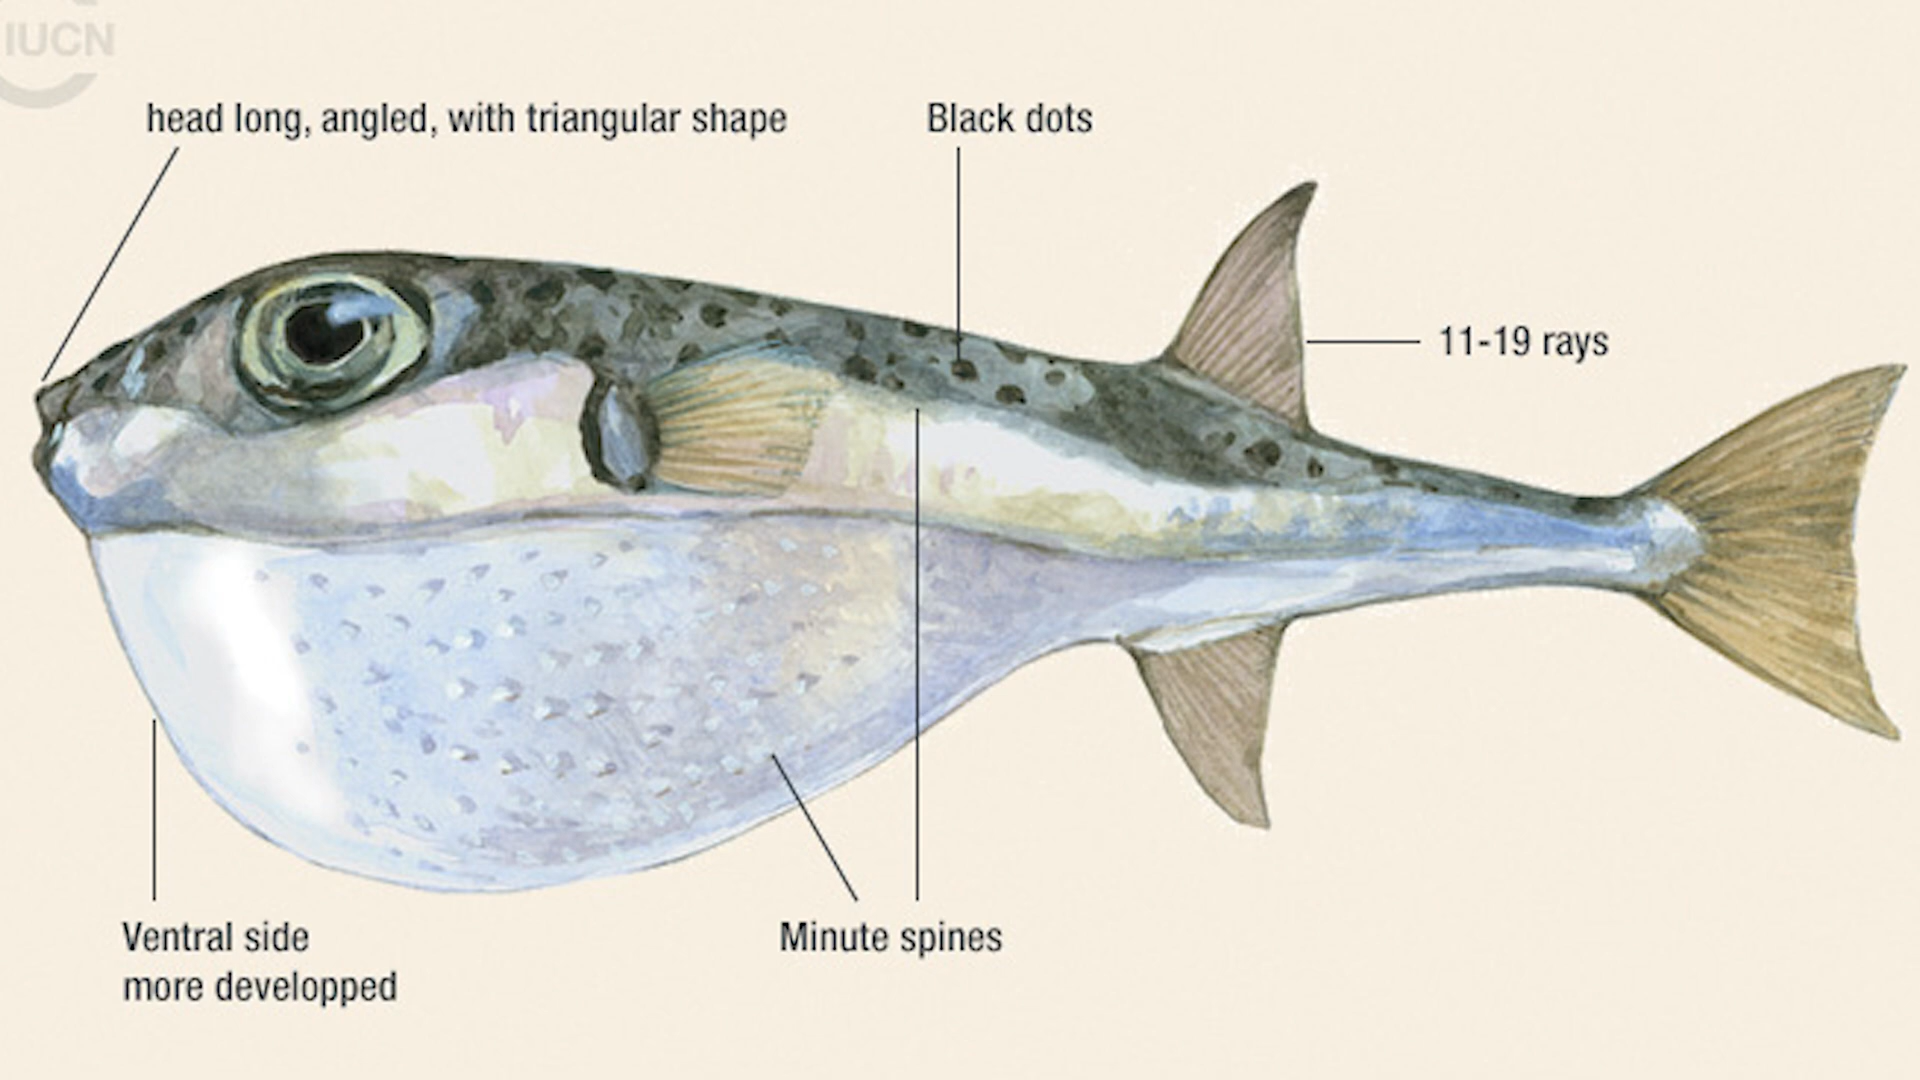 IUCN
head long, angled, with triangular shape
Black dots
11-19 rays
Ventral side
more developped
Minute spines